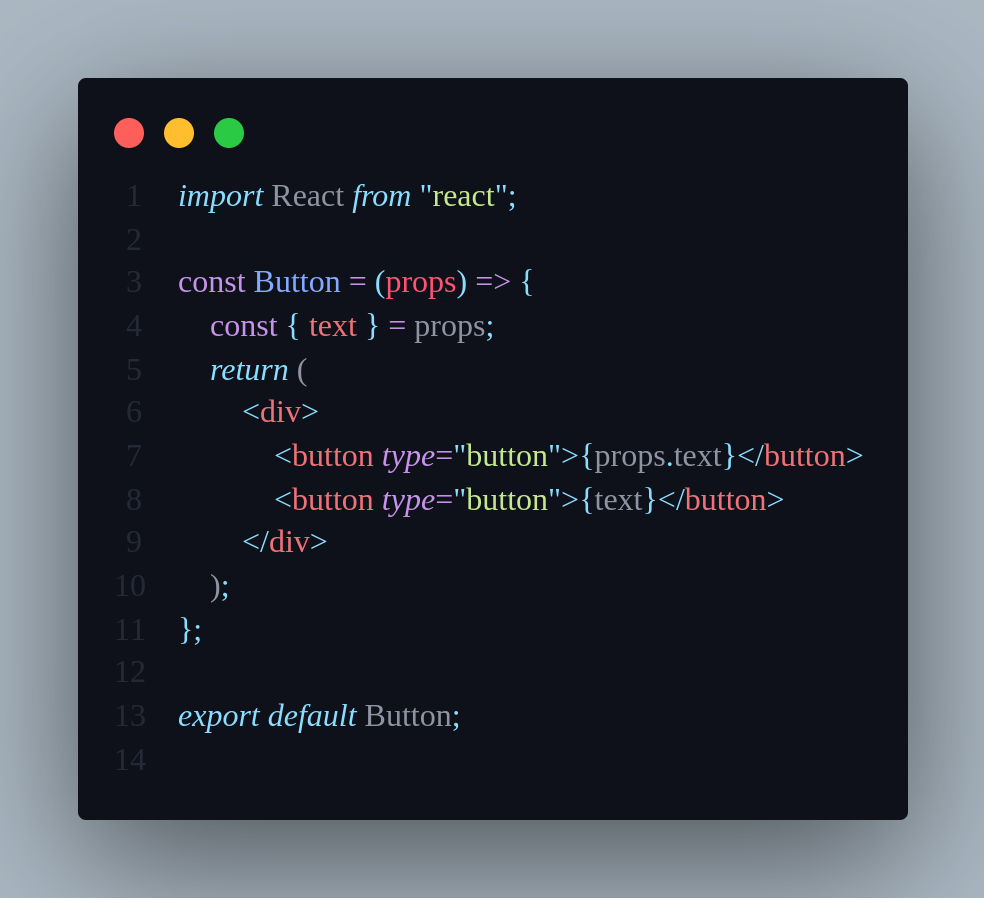 1 import React from "react";
2
3 const Button = (props) => {
4 const { text } = props;
5 return (
6 <div>
7 <button type="button">{props.text}</button>
8 <button type="button">{text}</button>
9 </div>
10 );
11 };
12
13 export default Button;
14